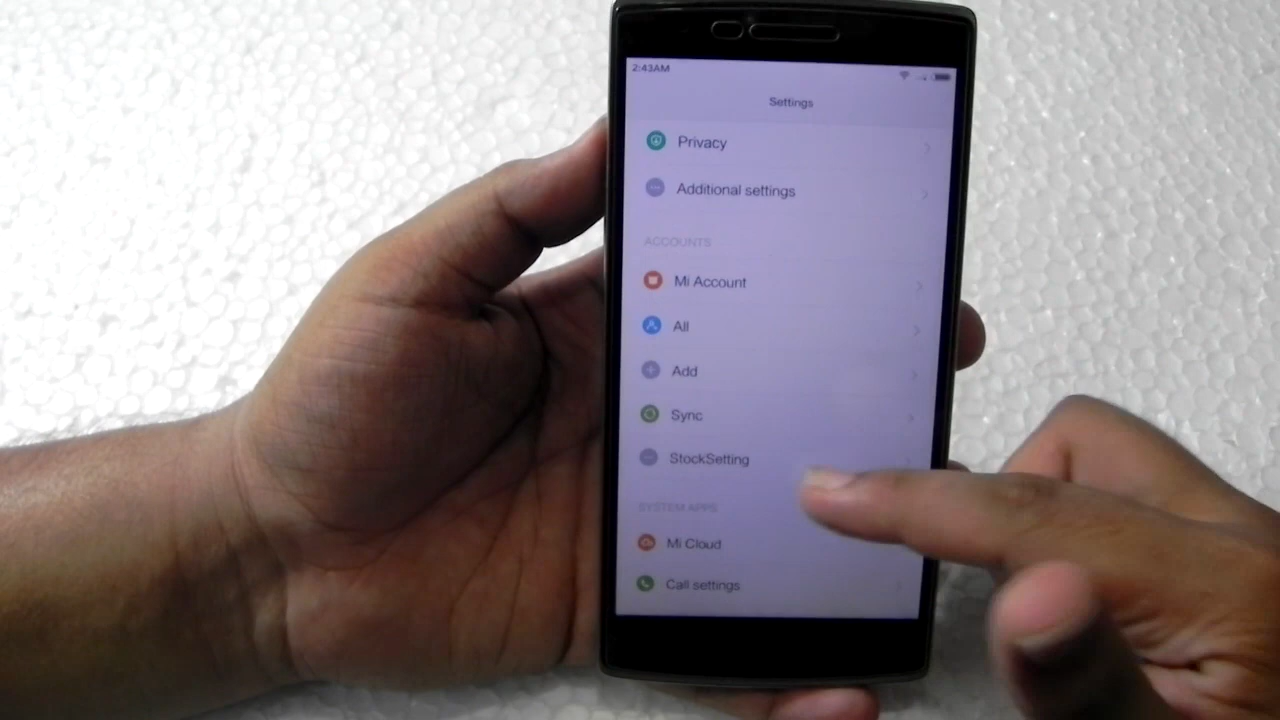 2:43AM
Settings
Privacy
Additional settings
ACCOUNTS
Mi Account
All
Add
Sync
StockSetting
SYSTEM APPS
Mi Cloud
Call settings